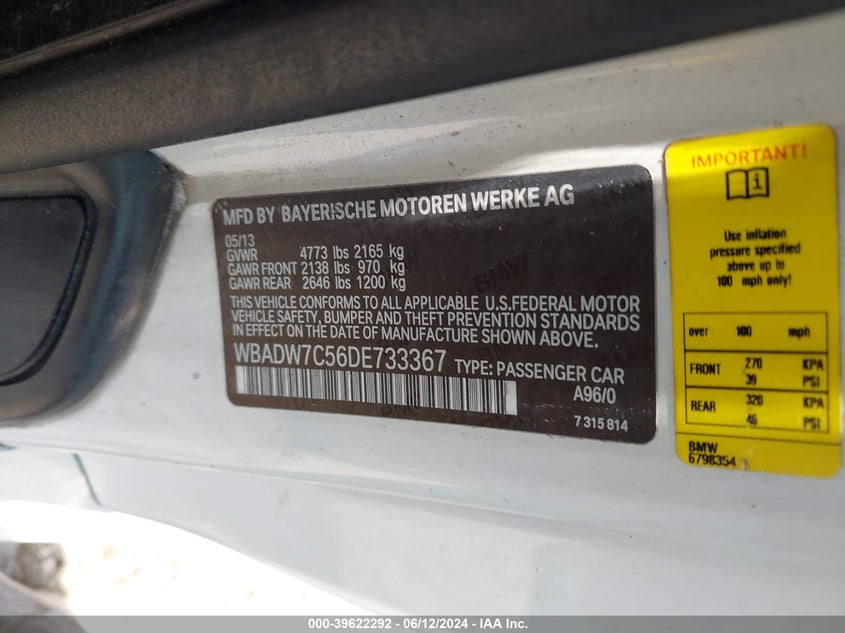 MFD BY BAYERISCHE MOTOREN WERKE AG
05/13
GVWR 4773 lbs 2165 kg
GAWR FRONT 2138 lbs 970 kg
GAWR REAR 2646 lbs 1200 kg
THIS VEHICLE CONFORMS TO ALL APPLICABLE U.S.FEDERAL MOTOR
VEHICLE SAFETY, BUMPER AND THEFT PREVENTION STANDARDS
IN EFFECT ON THE DATE OF MANUFACTURE SHOWN ABOVE.
WBADW7C56DE733367 TYPE: PASSENGER CAR
A96/0
7 315 814
IMPORTANT!
i
Use inflation
pressure specified
above up to
100 mph only!
over 100 mph
FRONT 270 KPA
39 PSI
REAR 320 KPA
46 PSI
BMW
6798354
000-39622292 - 06/12/2024 - IAA Inc.